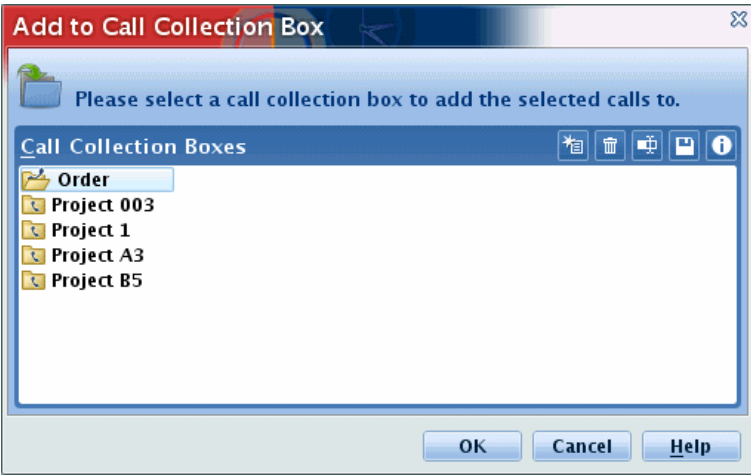 Add to Call Collection Box
Please select a call collection box to add the selected calls to.
Call Collection Boxes
Order
Project 003
Project 1
Project A3
Project B5
OK Cancel Help